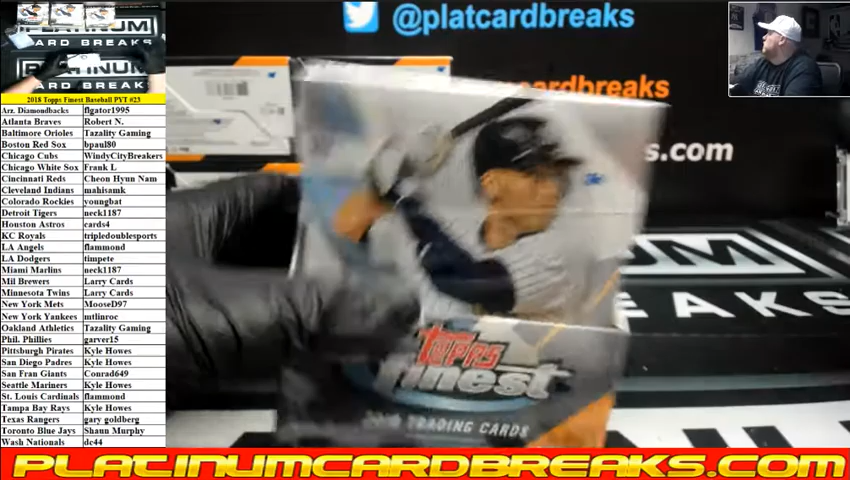 @platcardbreaks
PLATINUM
CARD BREAKS
2018 Topps Finest Baseball PYT #23
Arz. Diamondbacks flgator1995
Atlanta Braves Robert N.
Baltimore Orioles Tazality Gaming
Boston Red Sox bpaul80
Chicago Cubs WindyCityBreakers
Chicago White Sox Frank L
Cincinnati Reds Cheon Hyun Nam
Cleveland Indians mahisamk
Colorado Rockies youngbat
Detroit Tigers neck1187
Houston Astros cards4
KC Royals tripledoublesports
LA Angels flammond
LA Dodgers timpete
Miami Marlins neck1187
Mil Brewers Larry Cards
Minnesota Twins Larry Cards
New York Mets MooseD97
New York Yankees mtlinroc
Oakland Athletics Tazality Gaming
Phil. Phillies garver15
Pittsburgh Pirates Kyle Howes
San Diego Padres Kyle Howes
San Fran Giants Conrad649
Seattle Mariners Kyle Howes
St. Louis Cardinals flammond
Tampa Bay Rays Kyle Howes
Texas Rangers gary goldberg
Toronto Blue Jays Shaun Murphy
Wash Nationals dc44
dbreaks
s.com
TOPPS
finest
2018 TRADING CARDS
EAKS
PLATINUMCARDBREAKS.COM